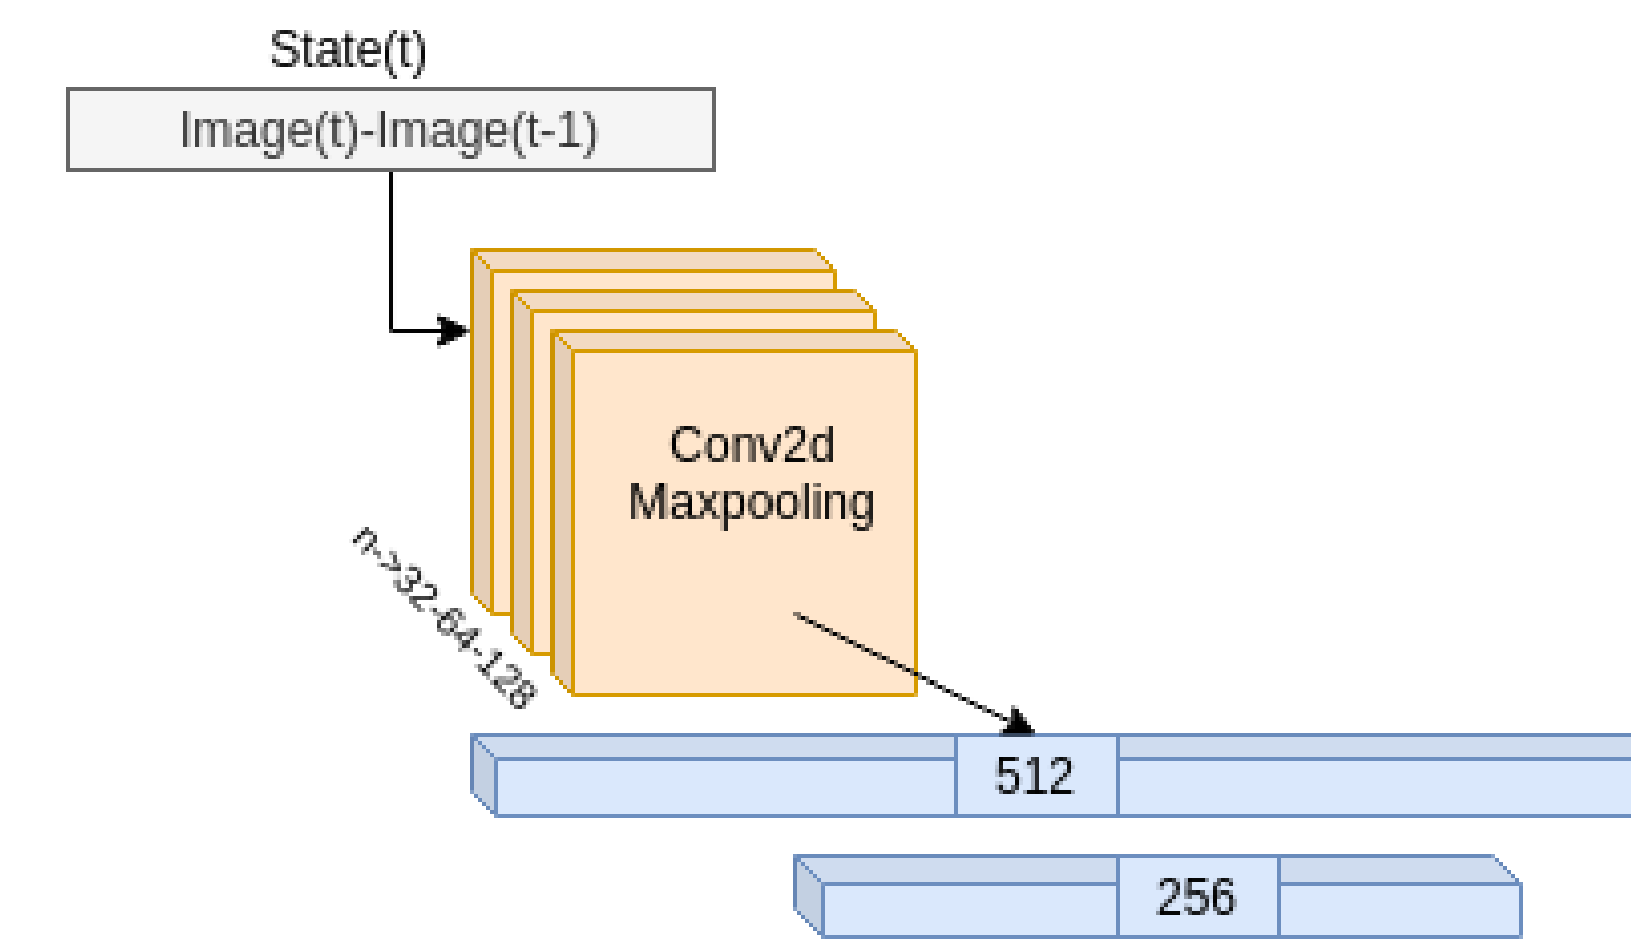 State(t)
Image(t)-Image(t-1)
Conv2d
Maxpooling
n->32-64-128
512
256